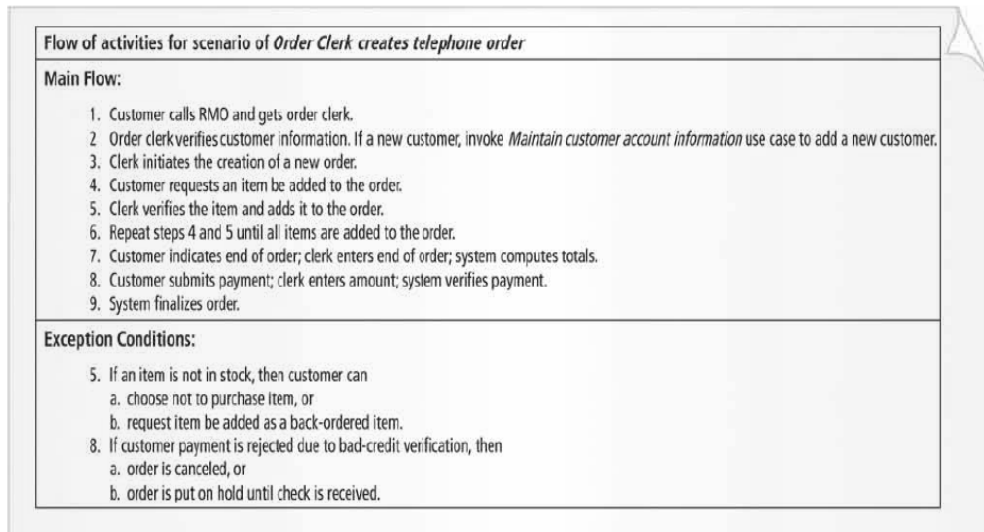 Flow of activities for scenario of Order Clerk creates telephone order
Main Flow:
1. Customer calls RMO and gets order clerk.
2 Order clerk verifies customer information. If a new customer, invoke Maintain customer account information use case to add a new customer.
3. Clerk initiates the creation of a new order.
4. Customer requests an item be added to the order.
5. Clerk verifies the item and adds it to the order.
6. Repeat steps 4 and 5 until all items are added to the order.
7. Customer indicates end of order; clerk enters end of order; system computes totals.
8. Customer submits payment; clerk enters amount; system verifies payment.
9. System finalizes order.
Exception Conditions:
5. If an item is not in stock, then customer can
a. choose not to purchase item, or
b. request item be added as a back-ordered item.
8. If customer payment is rejected due to bad-credit verification, then
a. order is canceled, or
b. order is put on hold until check is received.